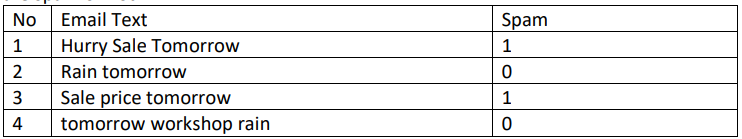 No Email Text Spam
1 Hurry Sale Tomorrow 1
2 Rain tomorrow 0
3 Sale price tomorrow 1
4 tomorrow workshop rain 0